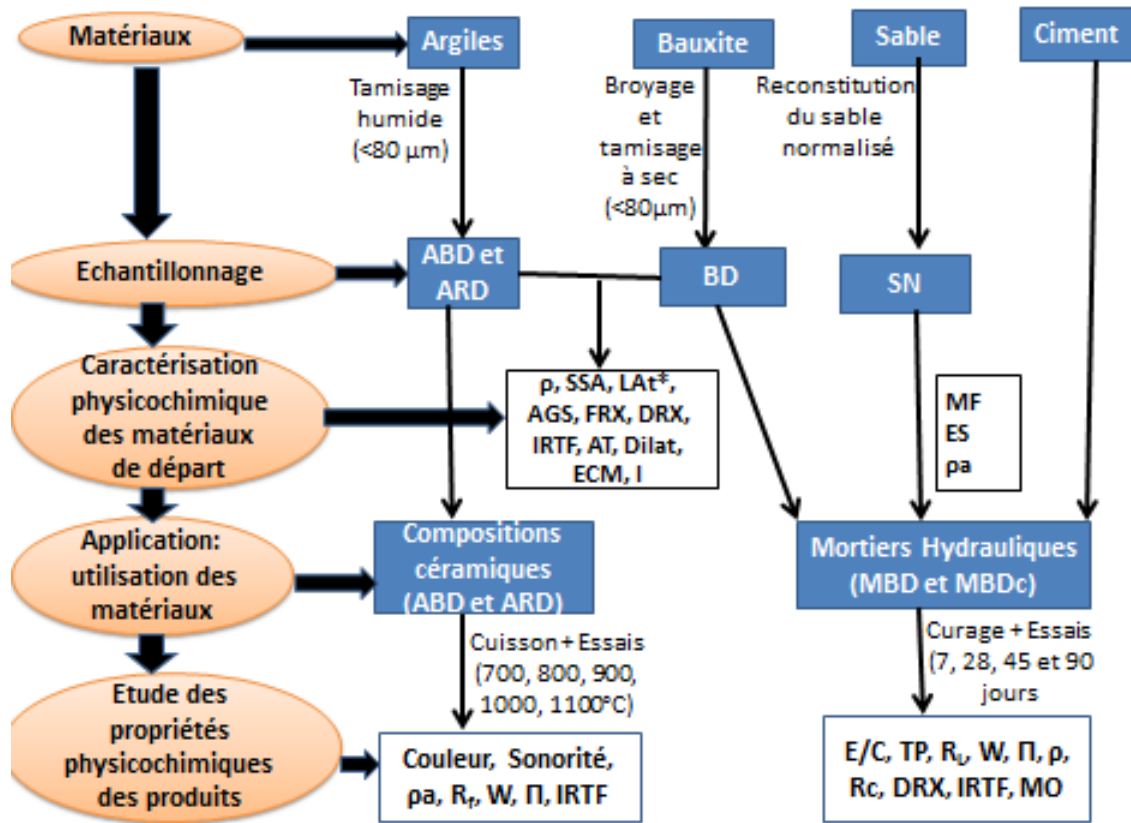 Matériaux
Argiles
Bauxite
Sable
Ciment
Tamisage
humide
(<80 µm)
Broyage
et
tamisage
à sec
(<80µm)
Reconstitution
du sable
normalisé
Echantillonnage
ABD et
ARD
BD
SN
Caractérisation
physicochimique
des matériaux
de départ
ρ, SSA, LAt*,
AGS, FRX, DRX,
IRTF, AT, Dilat,
ECM, I
MF
ES
ρa
Application:
utilisation des
matériaux
Compositions
céramiques
(ABD et ARD)
Mortiers Hydrauliques
(MBD et MBDc)
Cuisson + Essais
(700, 800, 900,
1000, 1100°C)
Curage + Essais
(7, 28, 45 et 90
jours
Etude des
propriétés
physicochimiques
des produits
Couleur, Sonorité,
ρa, Rf, W, Π, IRTF
E/C, TP, W, Π, ρ,
Rc, DRX, IRTF, MO